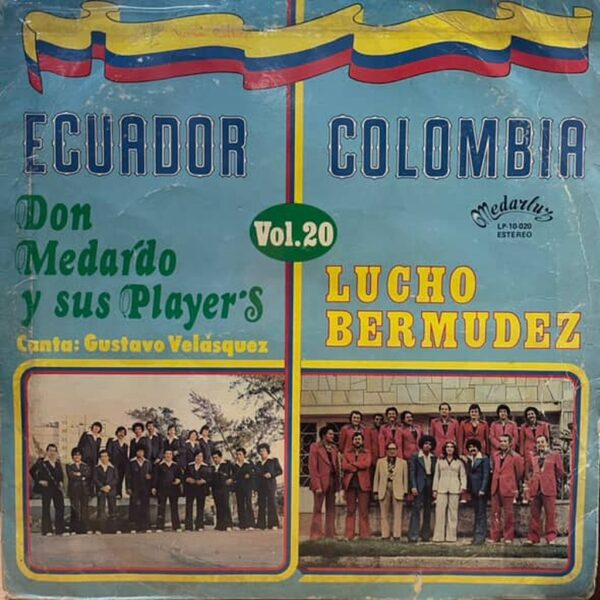 ECUADOR
COLOMBIA
Don
Medardo
y sus Player's
Canta: Gustavo Velásquez
Vol.20
Medarluz
LP-10-020
ESTEREO
LUCHO
BERMUDEZ